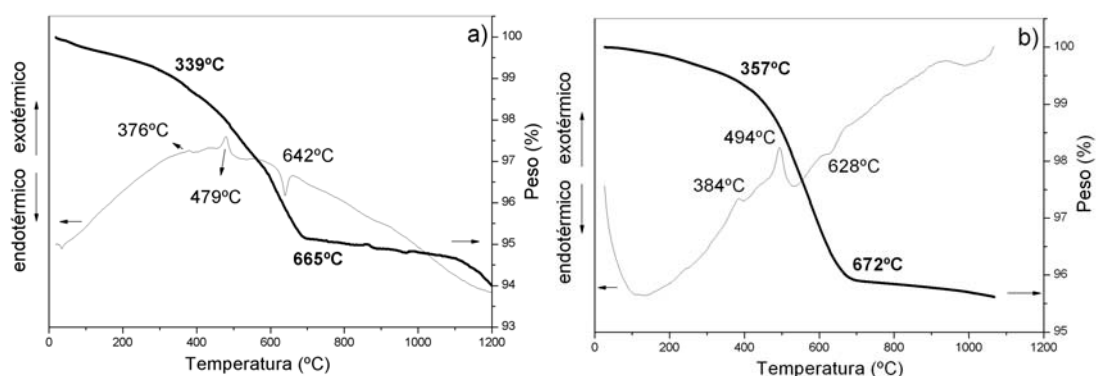 a)
339ºC
376ºC
479ºC
642ºC
665ºC
endotérmico exotérmico
Peso (%)
100
99
98
97
96
95
94
93
0 200 400 600 800 1000 1200
Temperatura (ºC)
b)
357ºC
494ºC
384ºC
628ºC
672ºC
endotérmico exotérmico
Peso (%)
100
99
98
97
96
95
0 200 400 600 800 1000 1200
Temperatura (ºC)